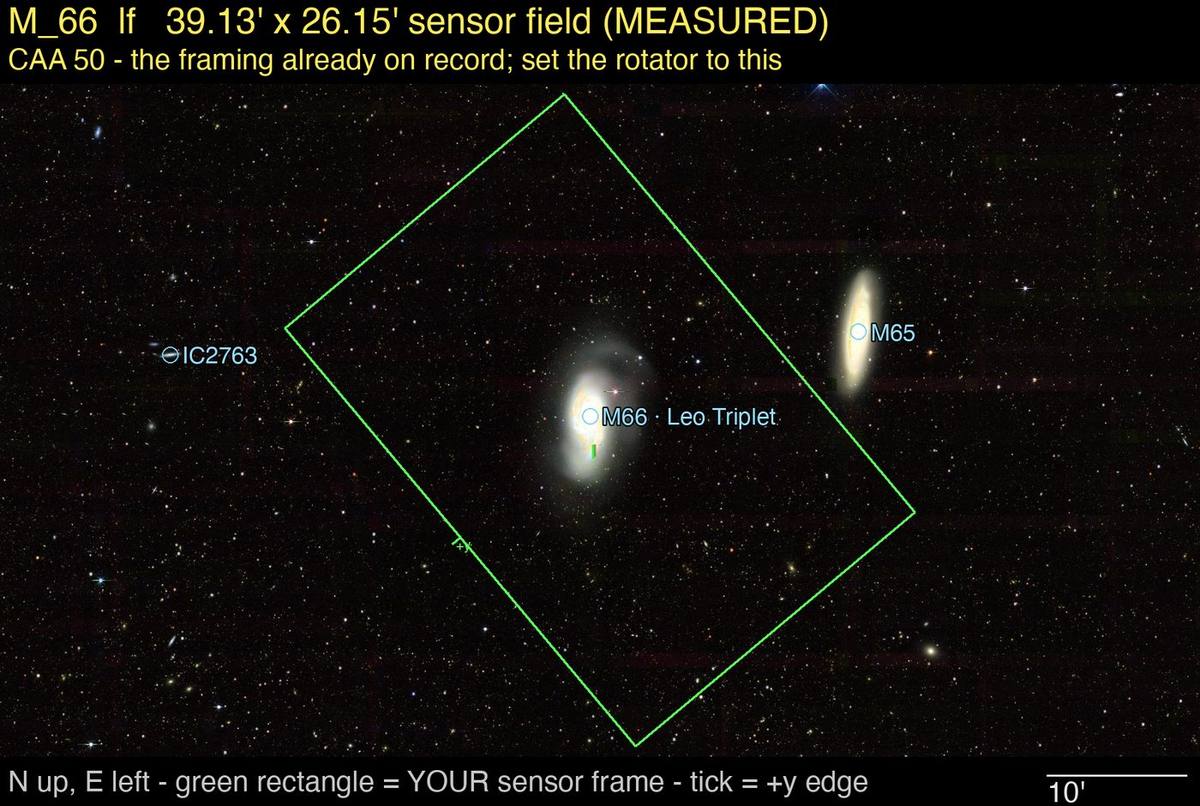 M_66 lf 39.13' x 26.15' sensor field (MEASURED)
CAA 50 - the framing already on record; set the rotator to this
M65
IC2763
M66 · Leo Triplet
+y
N up, E left - green rectangle = YOUR sensor frame - tick = +y edge
10'